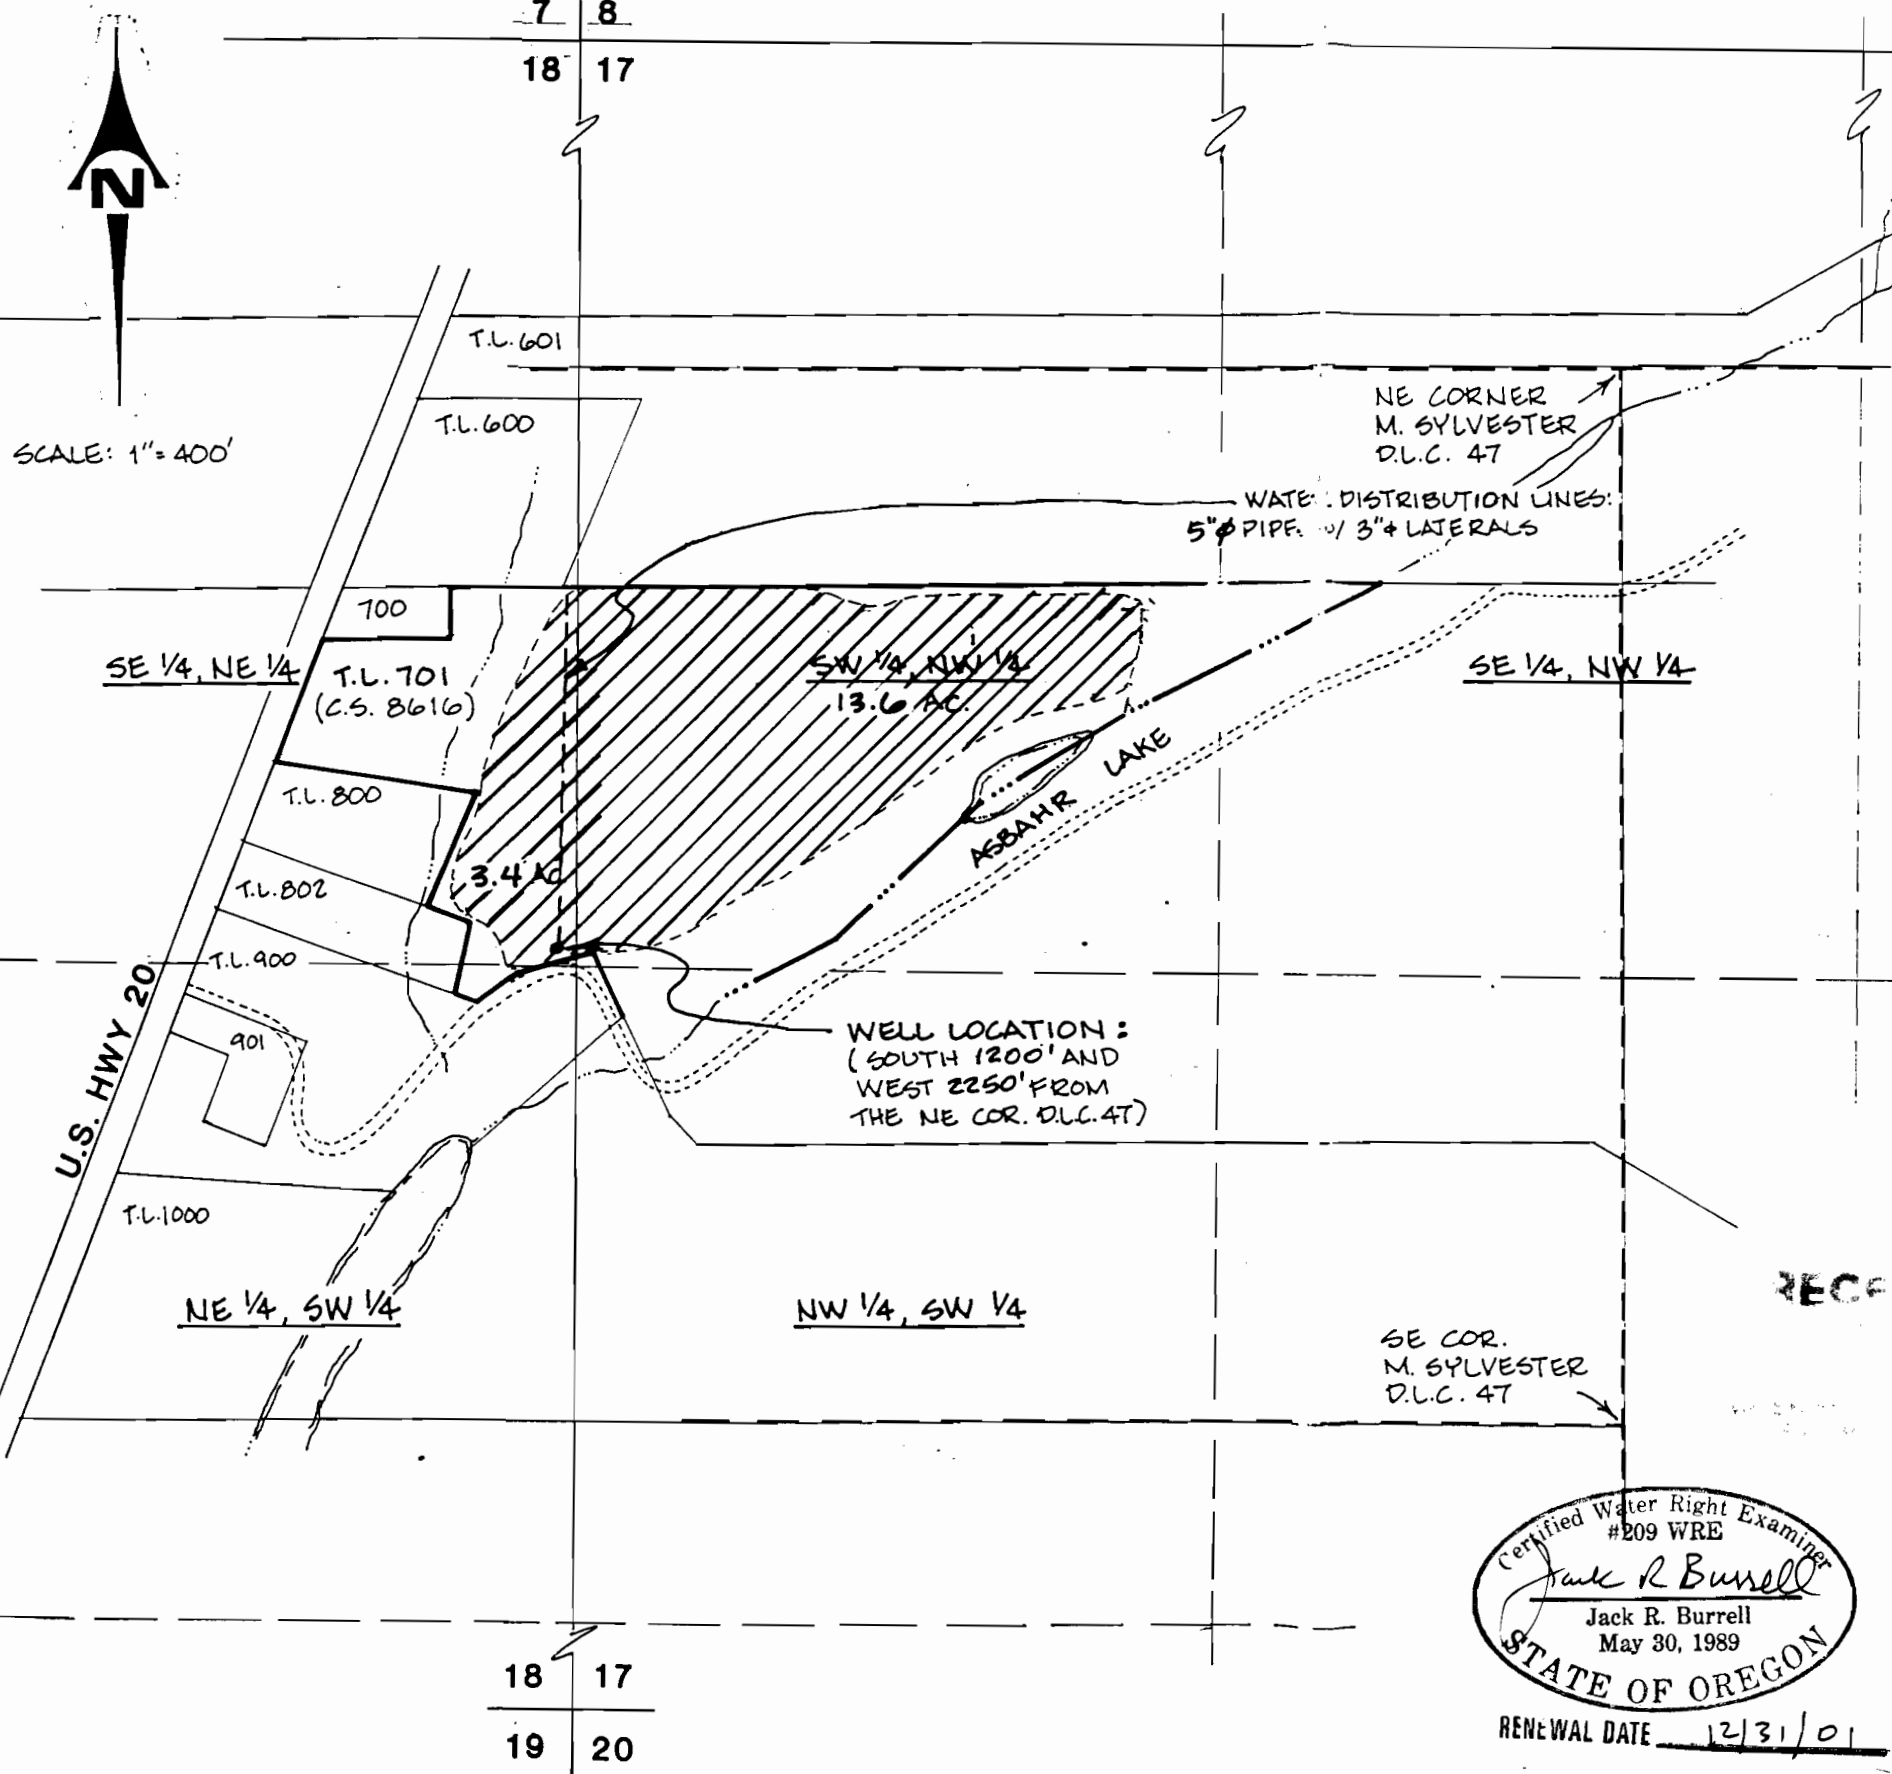 7 8
18 17
N
T.L. 601
T.L. 600
SCALE: 1"= 400'
NE CORNER
M. SYLVESTER
D.L.C. 47
DISTRIBUTION LINES:
5"ø 3"ø LATERALS
700
SE 1/4, NE 1/4
T.L. 701
(C.S. 8616)
SW 1/4, NW 1/4
13.6 AC.
SE 1/4, NW 1/4
T.L. 800
ASBAHR LAKE
3.4 AC
T.L. 802
T.L. 900
U.S. HWY 20
901
WELL LOCATION:
(SOUTH 1200' AND
WEST 2250' FROM
THE NE COR. D.L.C. 47)
T.L. 1000
NE 1/4, SW 1/4
NW 1/4, SW 1/4
SE COR.
M. SYLVESTER
D.L.C. 47
Certified Water Right Examiner
#209 WRE
Jack R Burrell
Jack R. Burrell
May 30, 1989
STATE OF OREGON
RENEWAL DATE 12/31/01
18 17
19 20